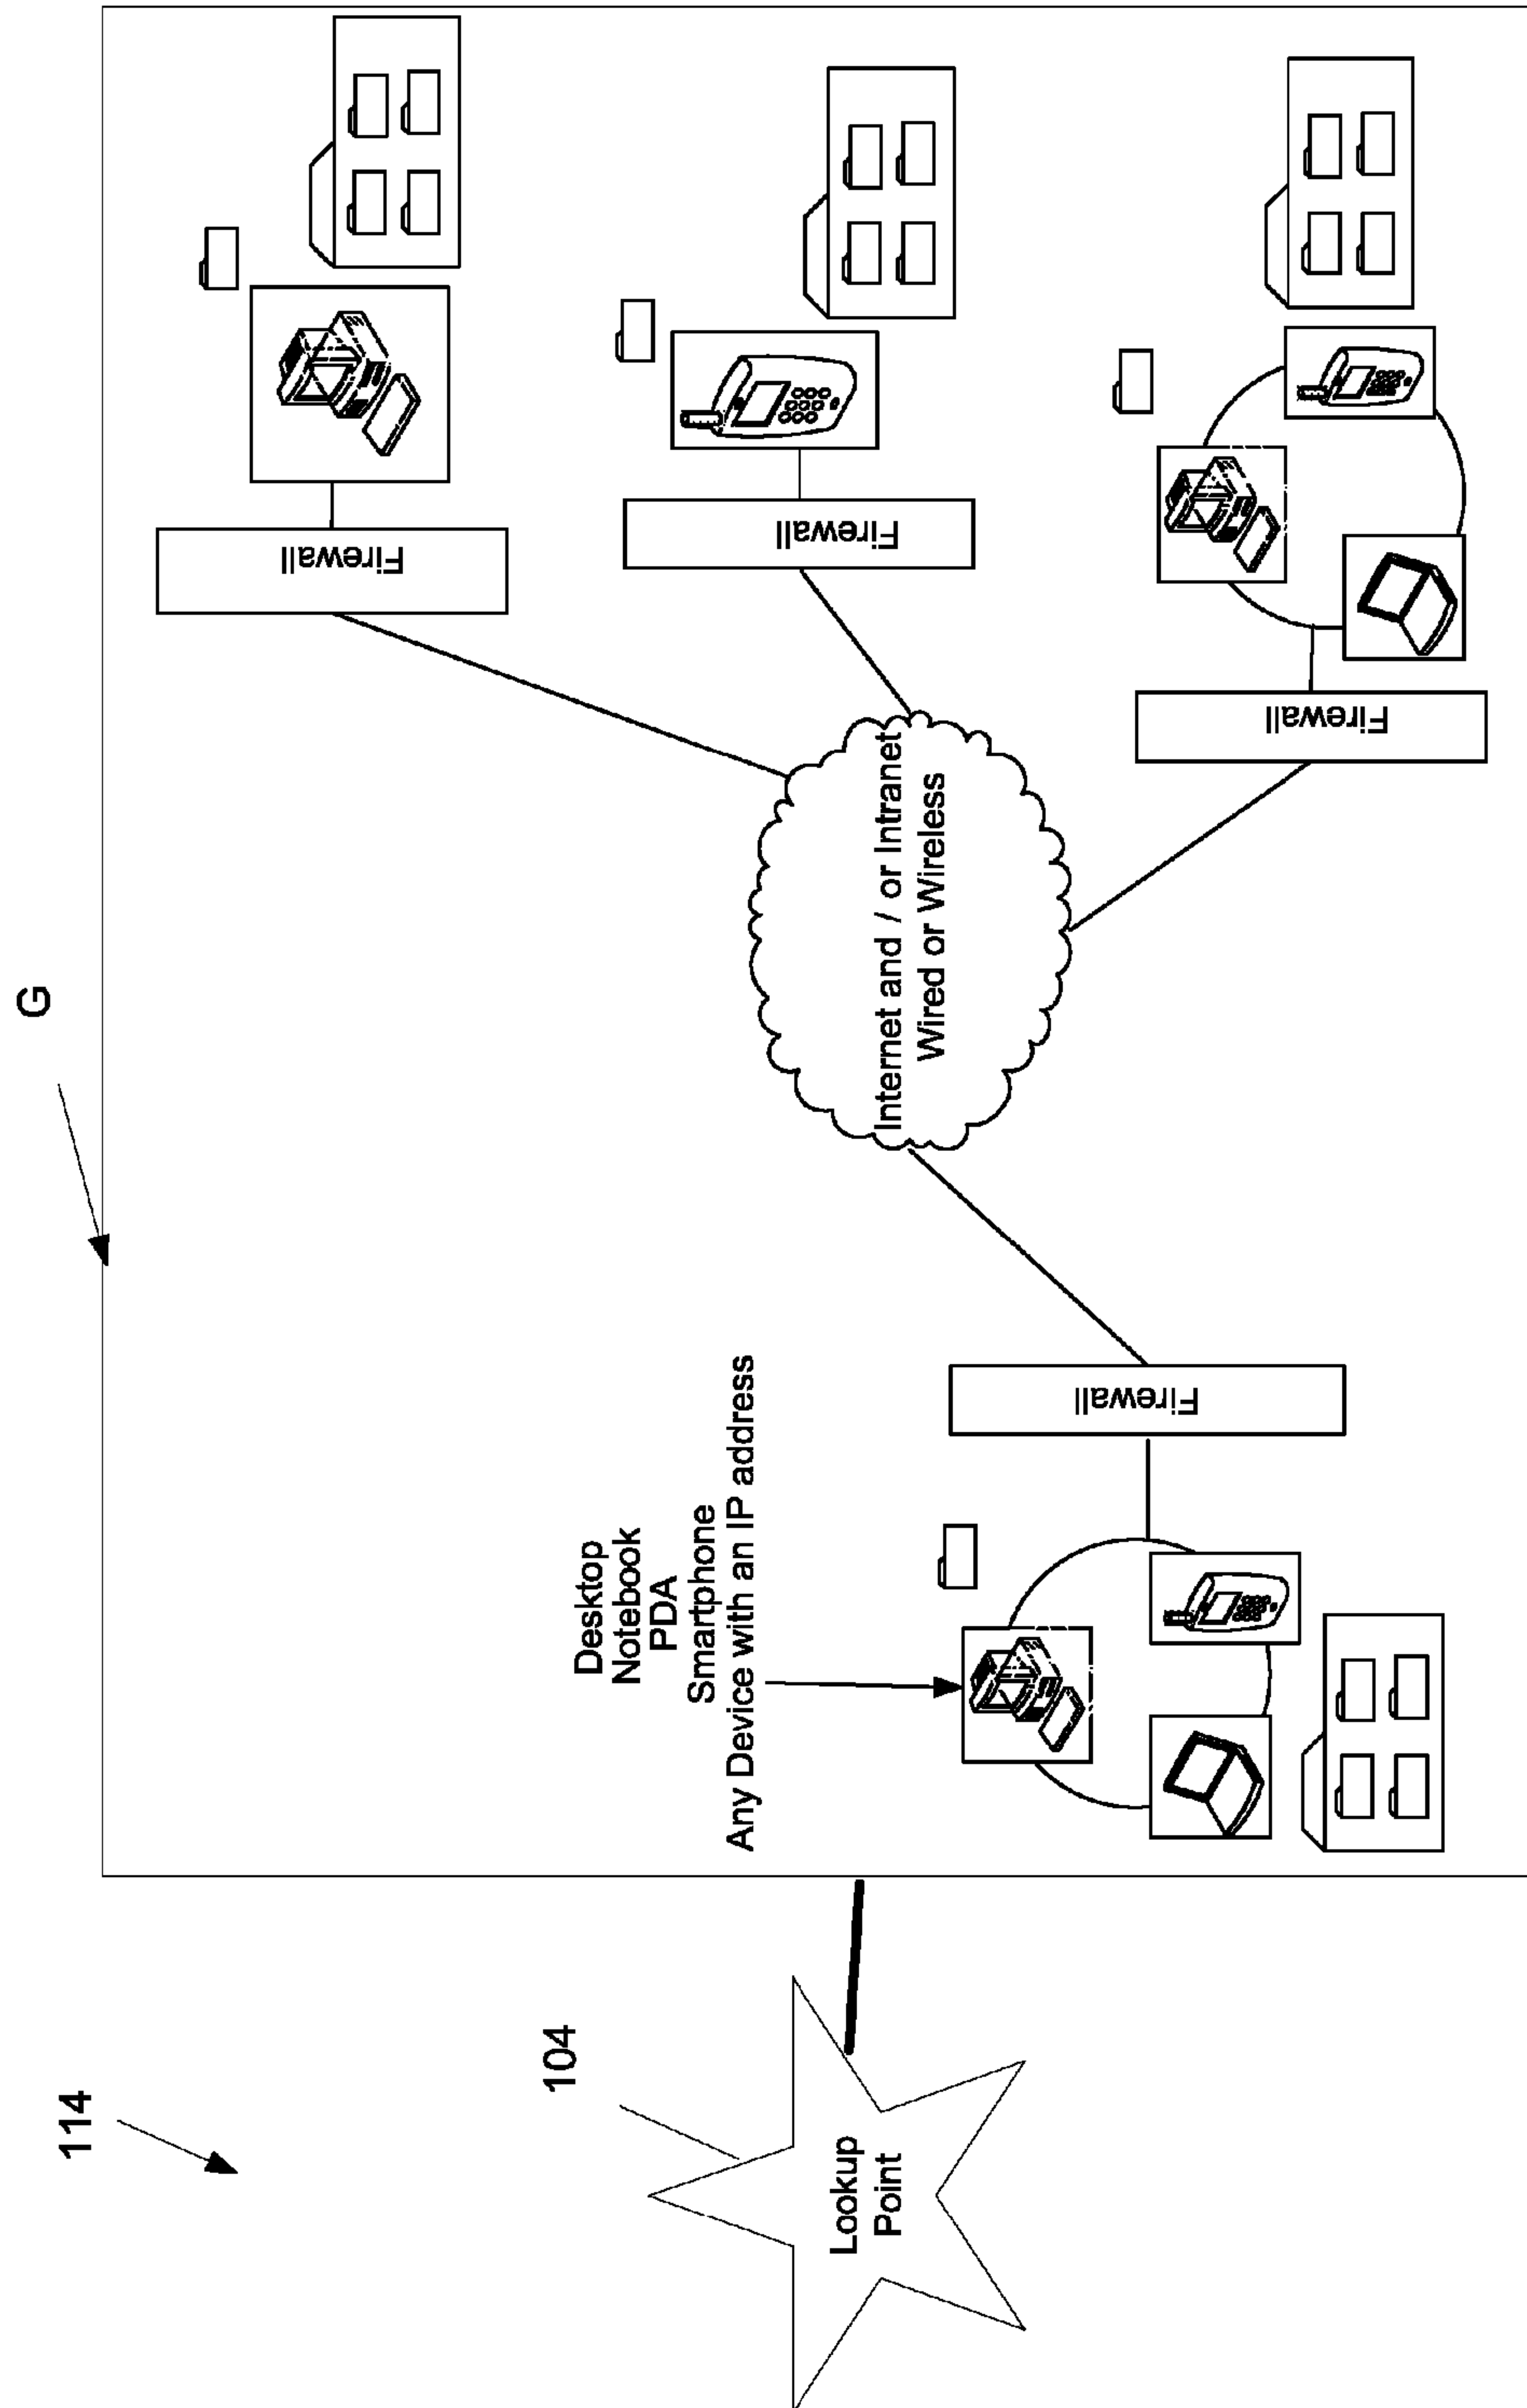 114
G
104
Lookup
Point
Desktop
Notebook
PDA
Smartphone
Any Device with an IP address
Firewall
Internet and / or Intranet
Wired or Wireless
Firewall
Firewall
Firewall